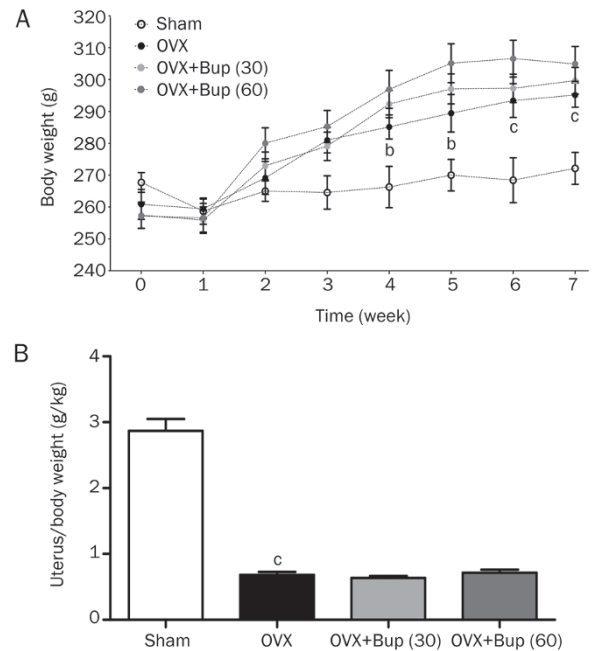 A
Sham
OVX
OVX+Bup (30)
OVX+Bup (60)
Body weight (g)
320
310
300
290
280
270
260
250
240
b
b
c
c
0 1 2 3 4 5 6 7
Time (week)
B
Uterus/body weight (g/kg)
4
3
2
1
0
c
Sham OVX OVX+Bup (30) OVX+Bup (60)